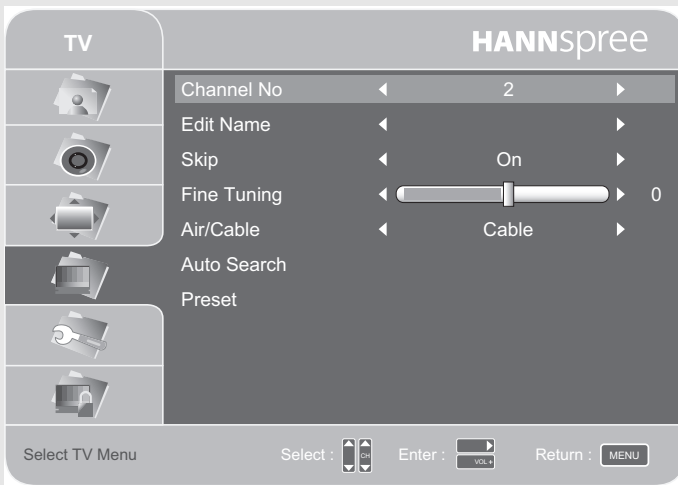 TV
HANNspree
Channel No 2
Edit Name
Skip On
Fine Tuning 0
Air/Cable Cable
Auto Search
Preset
Select TV Menu Select : CH Enter : VOL+ Return : MENU